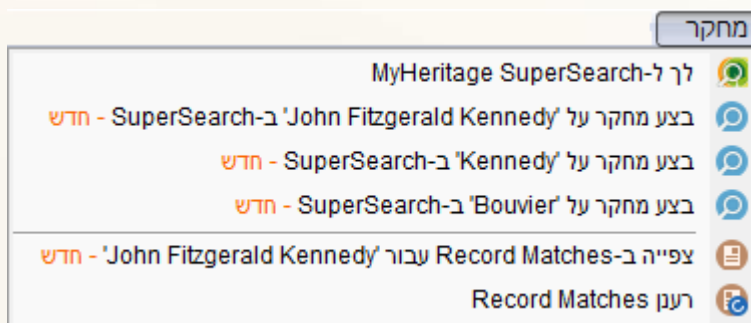 מחקר
לך ל-MyHeritage SuperSearch
בצע מחקר על 'John Fitzgerald Kennedy' ב-SuperSearch - חדש
בצע מחקר על 'Kennedy' ב-SuperSearch - חדש
בצע מחקר על 'Bouvier' ב-SuperSearch - חדש
צפייה ב-Record Matches עבור 'John Fitzgerald Kennedy' - חדש
רענן Record Matches